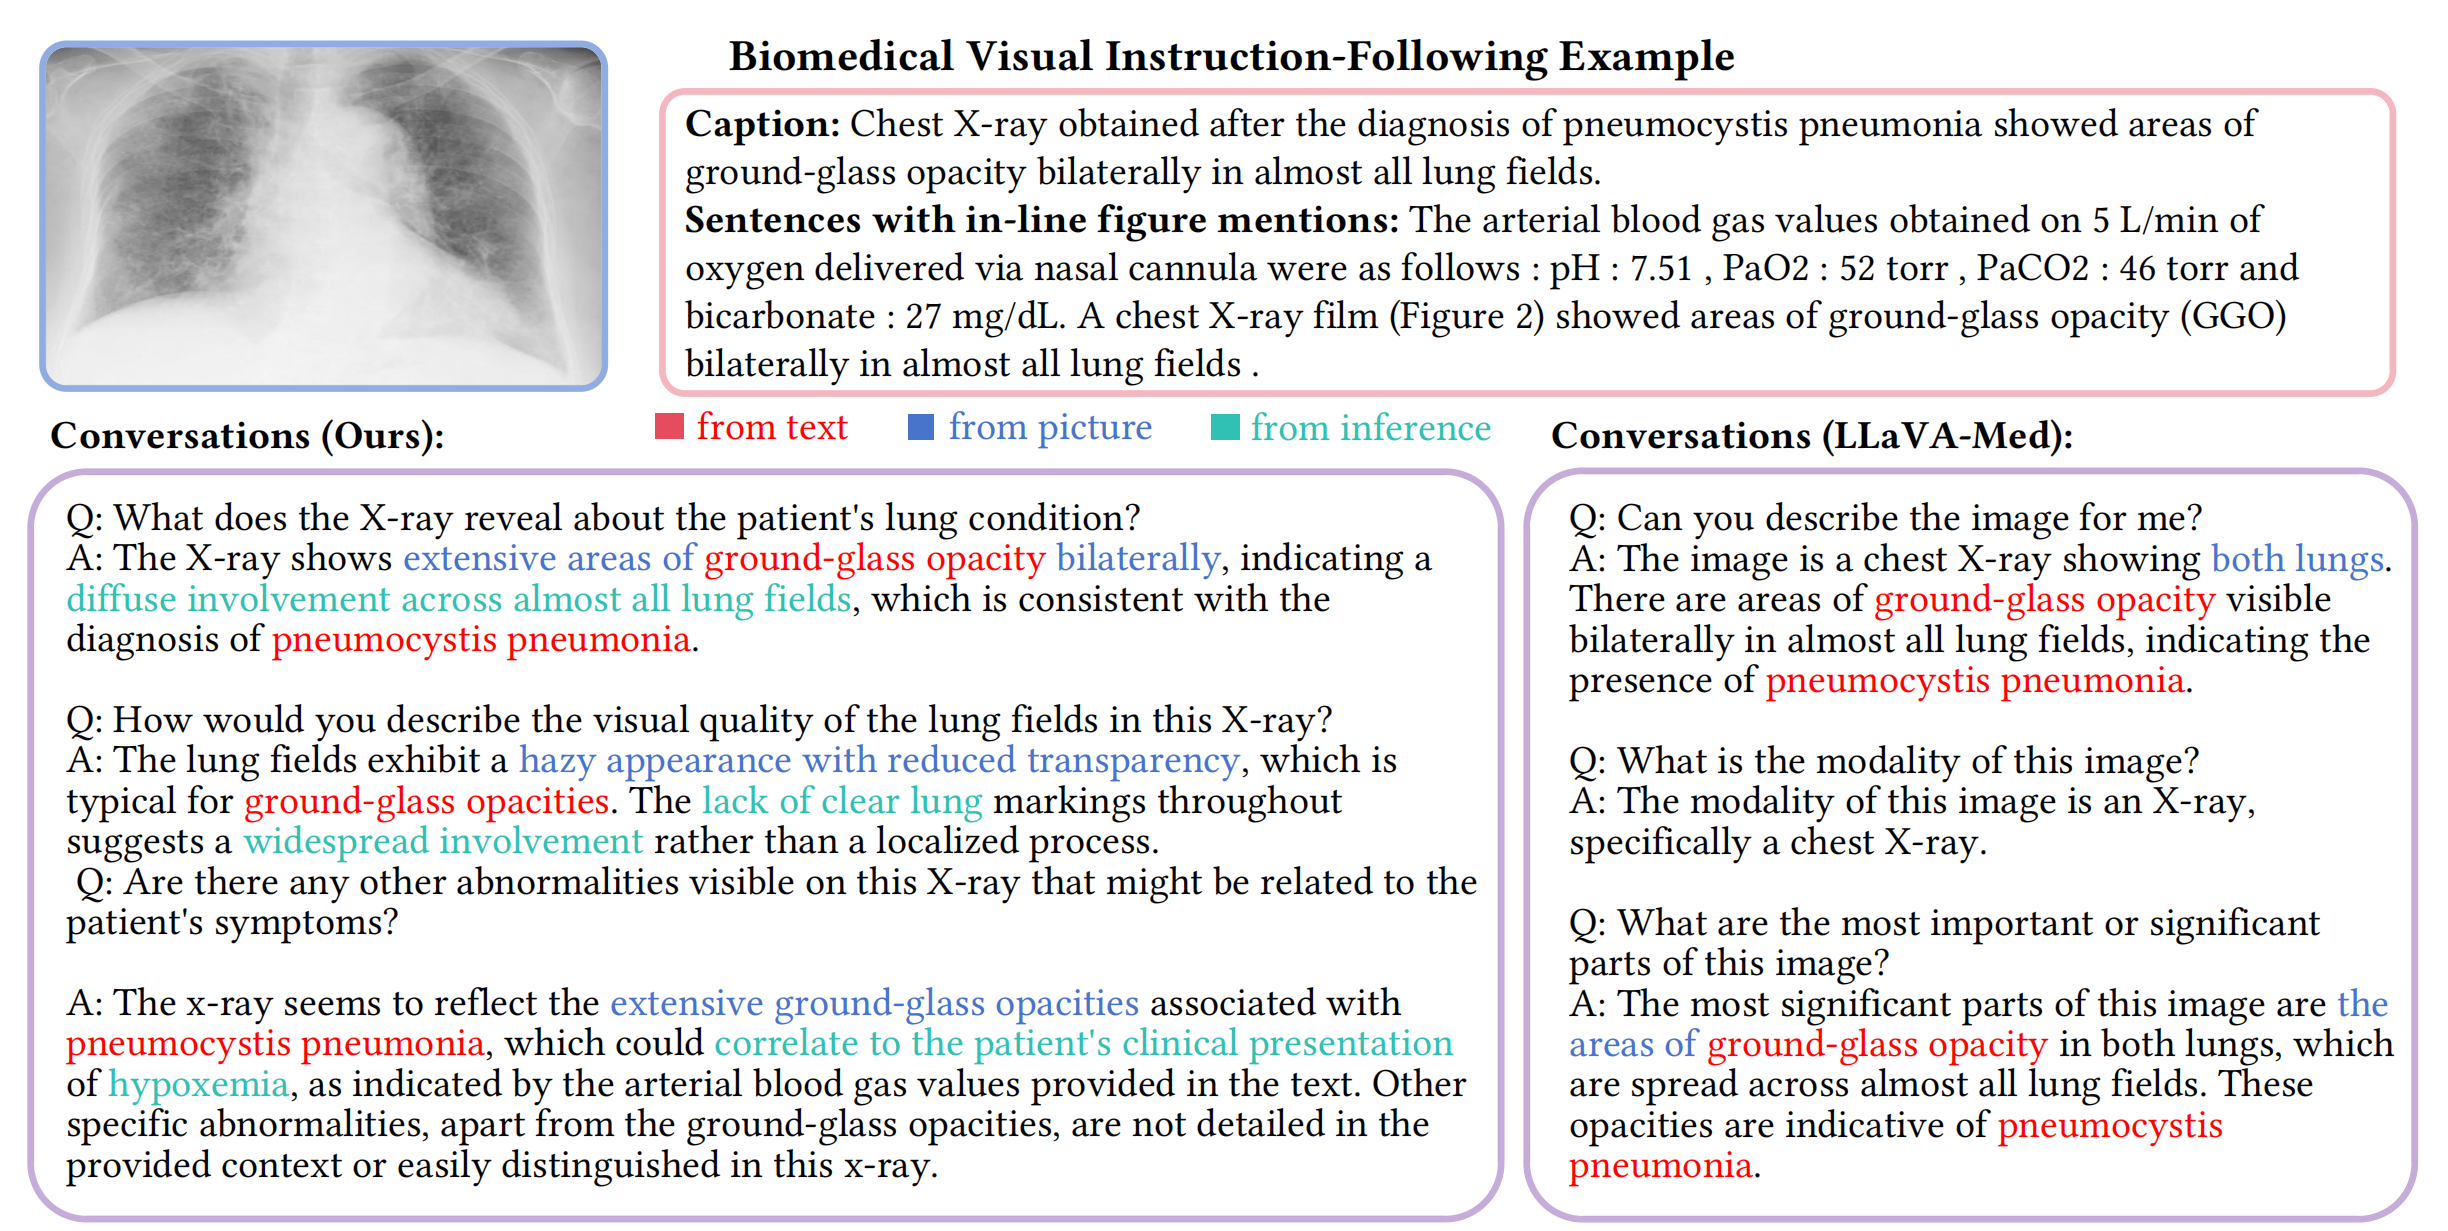 Biomedical Visual Instruction-Following Example
Caption: Chest X-ray obtained after the diagnosis of pneumocystis pneumonia showed areas of
ground-glass opacity bilaterally in almost all lung fields.
Sentences with in-line figure mentions: The arterial blood gas values obtained on 5 L/min of
oxygen delivered via nasal cannula were as follows : pH : 7.51 , PaO2 : 52 torr , PaCO2 : 46 torr and
bicarbonate : 27 mg/dL. A chest X-ray film (Figure 2) showed areas of ground-glass opacity (GGO)
bilaterally in almost all lung fields .
from text
from picture
from inference
Conversations (Ours):
Q: What does the X-ray reveal about the patient's lung condition?
A: The X-ray shows extensive areas of ground-glass opacity bilaterally, indicating a
diffuse involvement across almost all lung fields, which is consistent with the
diagnosis of pneumocystis pneumonia.
Q: How would you describe the visual quality of the lung fields in this X-ray?
A: The lung fields exhibit a hazy appearance with reduced transparency, which is
typical for ground-glass opacities. The lack of clear lung markings throughout
suggests a widespread involvement rather than a localized process.
Q: Are there any other abnormalities visible on this X-ray that might be related to the
patient's symptoms?
A: The x-ray seems to reflect the extensive ground-glass opacities associated with
pneumocystis pneumonia, which could correlate to the patient's clinical presentation
of hypoxemia, as indicated by the arterial blood gas values provided in the text. Other
specific abnormalities, apart from the ground-glass opacities, are not detailed in the
provided context or easily distinguished in this x-ray.
Conversations (LLaVA-Med):
Q: Can you describe the image for me?
A: The image is a chest X-ray showing both lungs.
There are areas of ground-glass opacity visible
bilaterally in almost all lung fields, indicating the
presence of pneumocystis pneumonia.
Q: What is the modality of this image?
A: The modality of this image is an X-ray,
specifically a chest X-ray.
Q: What are the most important or significant
parts of this image?
A: The most significant parts of this image are the
areas of ground-glass opacity in both lungs, which
are spread across almost all lung fields. These
opacities are indicative of pneumocystis
pneumonia.